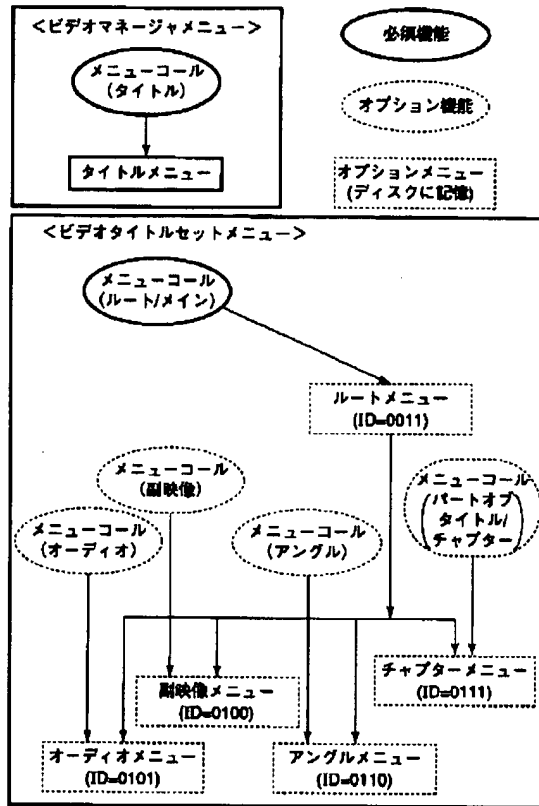 <ビデオマネージャメニュー>
メニューコール
(タイトル)
タイトルメニュー
必須機能
オプション機能
オプションメニュー
(ディスクに記憶)
<ビデオタイトルセットメニュー>
メニューコール
(ルート/メイン)
ルートメニュー
(ID=0011)
メニューコール
(副映像)
メニューコール
(オーディオ)
メニューコール
(アングル)
メニューコール
(パートオブ
タイトル/
チャプター)
副映像メニュー
(ID=0100)
チャプターメニュー
(ID=0111)
オーディオメニュー
(ID=0101)
アングルメニュー
(ID=0110)